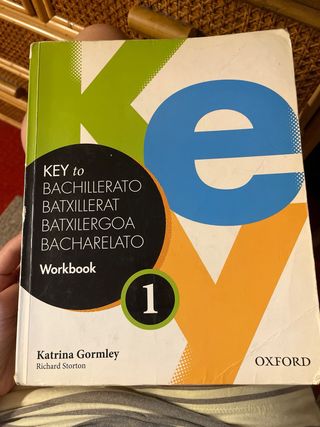 Key
KEY to
BACHILLERATO
BATXILLERAT
BATXILERGOA
BACHARELATO
Workbook
1
Katrina Gormley
Richard Storton
OXFORD